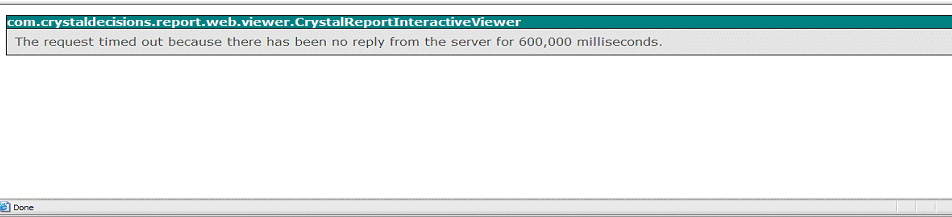 com.crystaldecisions.report.web.viewer.CrystalReportInteractiveViewer
The request timed out because there has been no reply from the server for 600,000 milliseconds.
Done